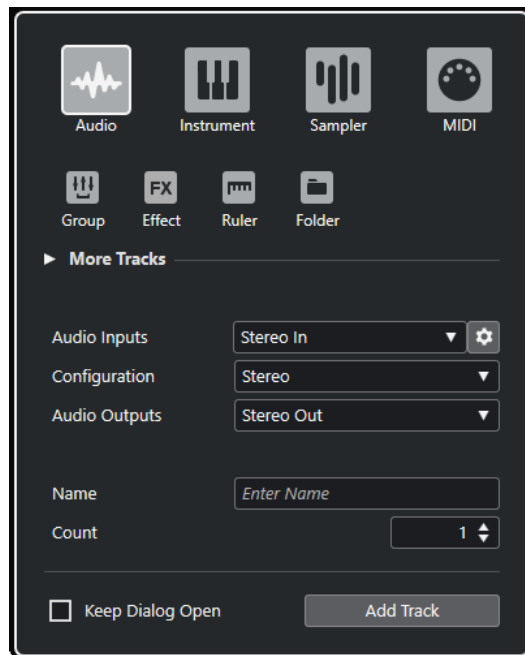 Audio Instrument Sampler MIDI
FX
Group Effect Ruler Folder
More Tracks
Audio Inputs Stereo In
Configuration Stereo
Audio Outputs Stereo Out
Name Enter Name
Count 1
Keep Dialog Open Add Track